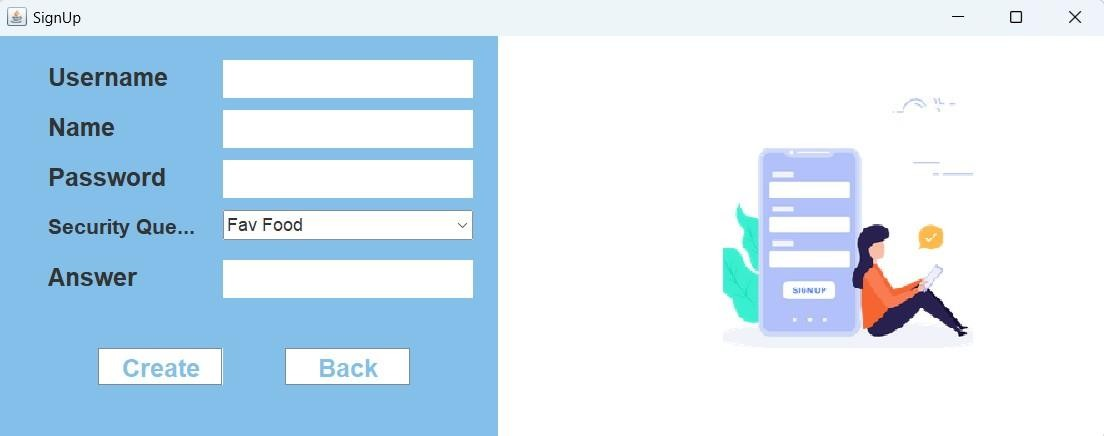 SignUp
Username
Name
Password
Security Que...
Fav Food
Answer
Create
Back
SIGNUP